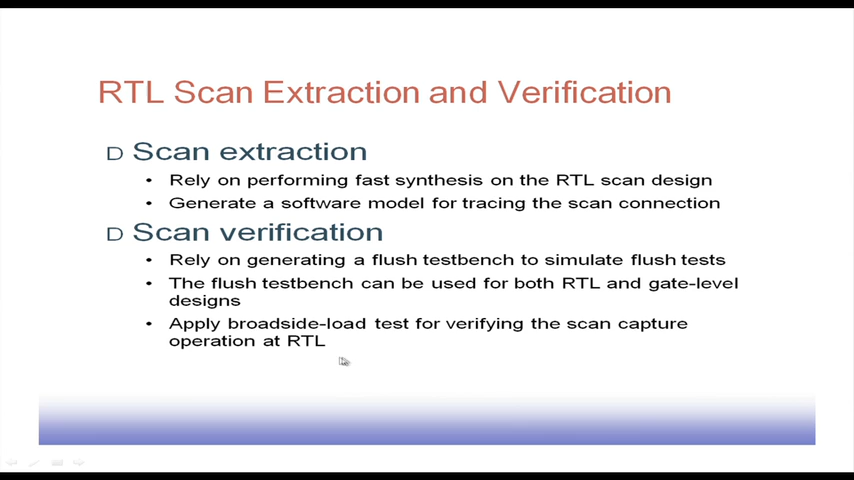 RTL Scan Extraction and Verification
D Scan extraction
• Rely on performing fast synthesis on the RTL scan design
• Generate a software model for tracing the scan connection
D Scan verification
• Rely on generating a flush testbench to simulate flush tests
• The flush testbench can be used for both RTL and gate-level
designs
• Apply broadside-load test for verifying the scan capture
operation at RTL